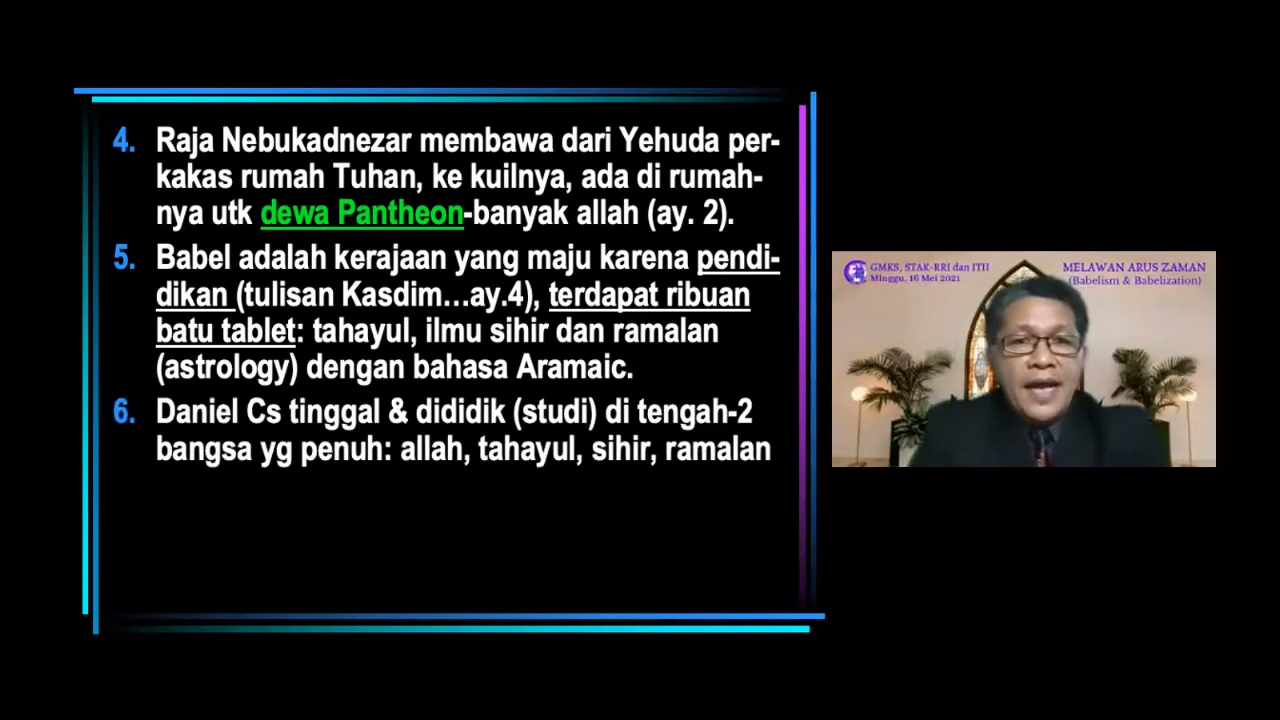 4. Raja Nebukadnezar membawa dari Yehuda per-
kakas rumah Tuhan, ke kuilnya, ada di rumah-
nya utk dewa Pantheon-banyak allah (ay. 2).
5. Babel adalah kerajaan yang maju karena pendi-
dikan (tulisan Kasdim...ay.4), terdapat ribuan
batu tablet: tahayul, ilmu sihir dan ramalan
(astrology) dengan bahasa Aramaic.
6. Daniel Cs tinggal & dididik (studi) di tengah-2
bangsa yg penuh: allah, tahayul, sihir, ramalan
GMKS, STAK-RRI dan ITII
Minggu, 16 Mei 2021
MELAWAN ARUS ZAMAN
(Babelism & Babelization)